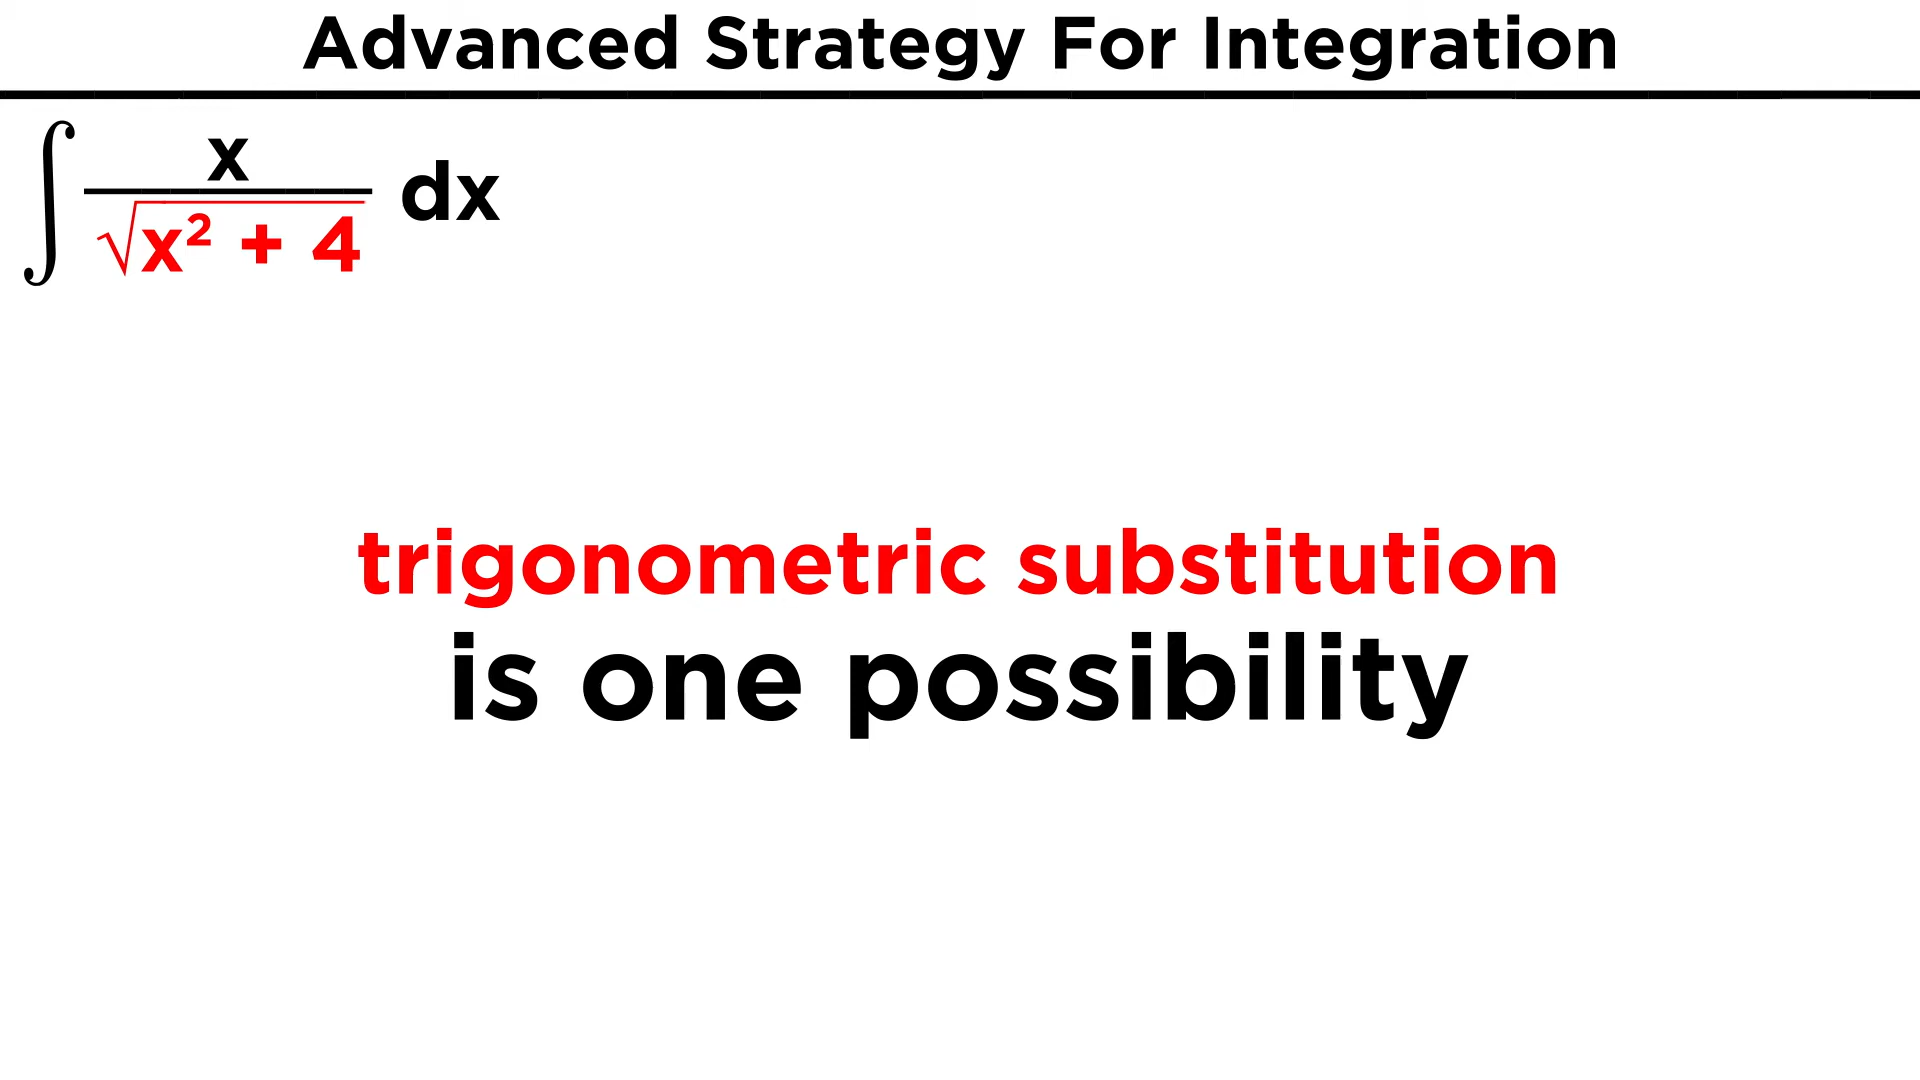 Advanced Strategy For Integration
∫ x/√(x² + 4) dx
trigonometric substitution
is one possibility